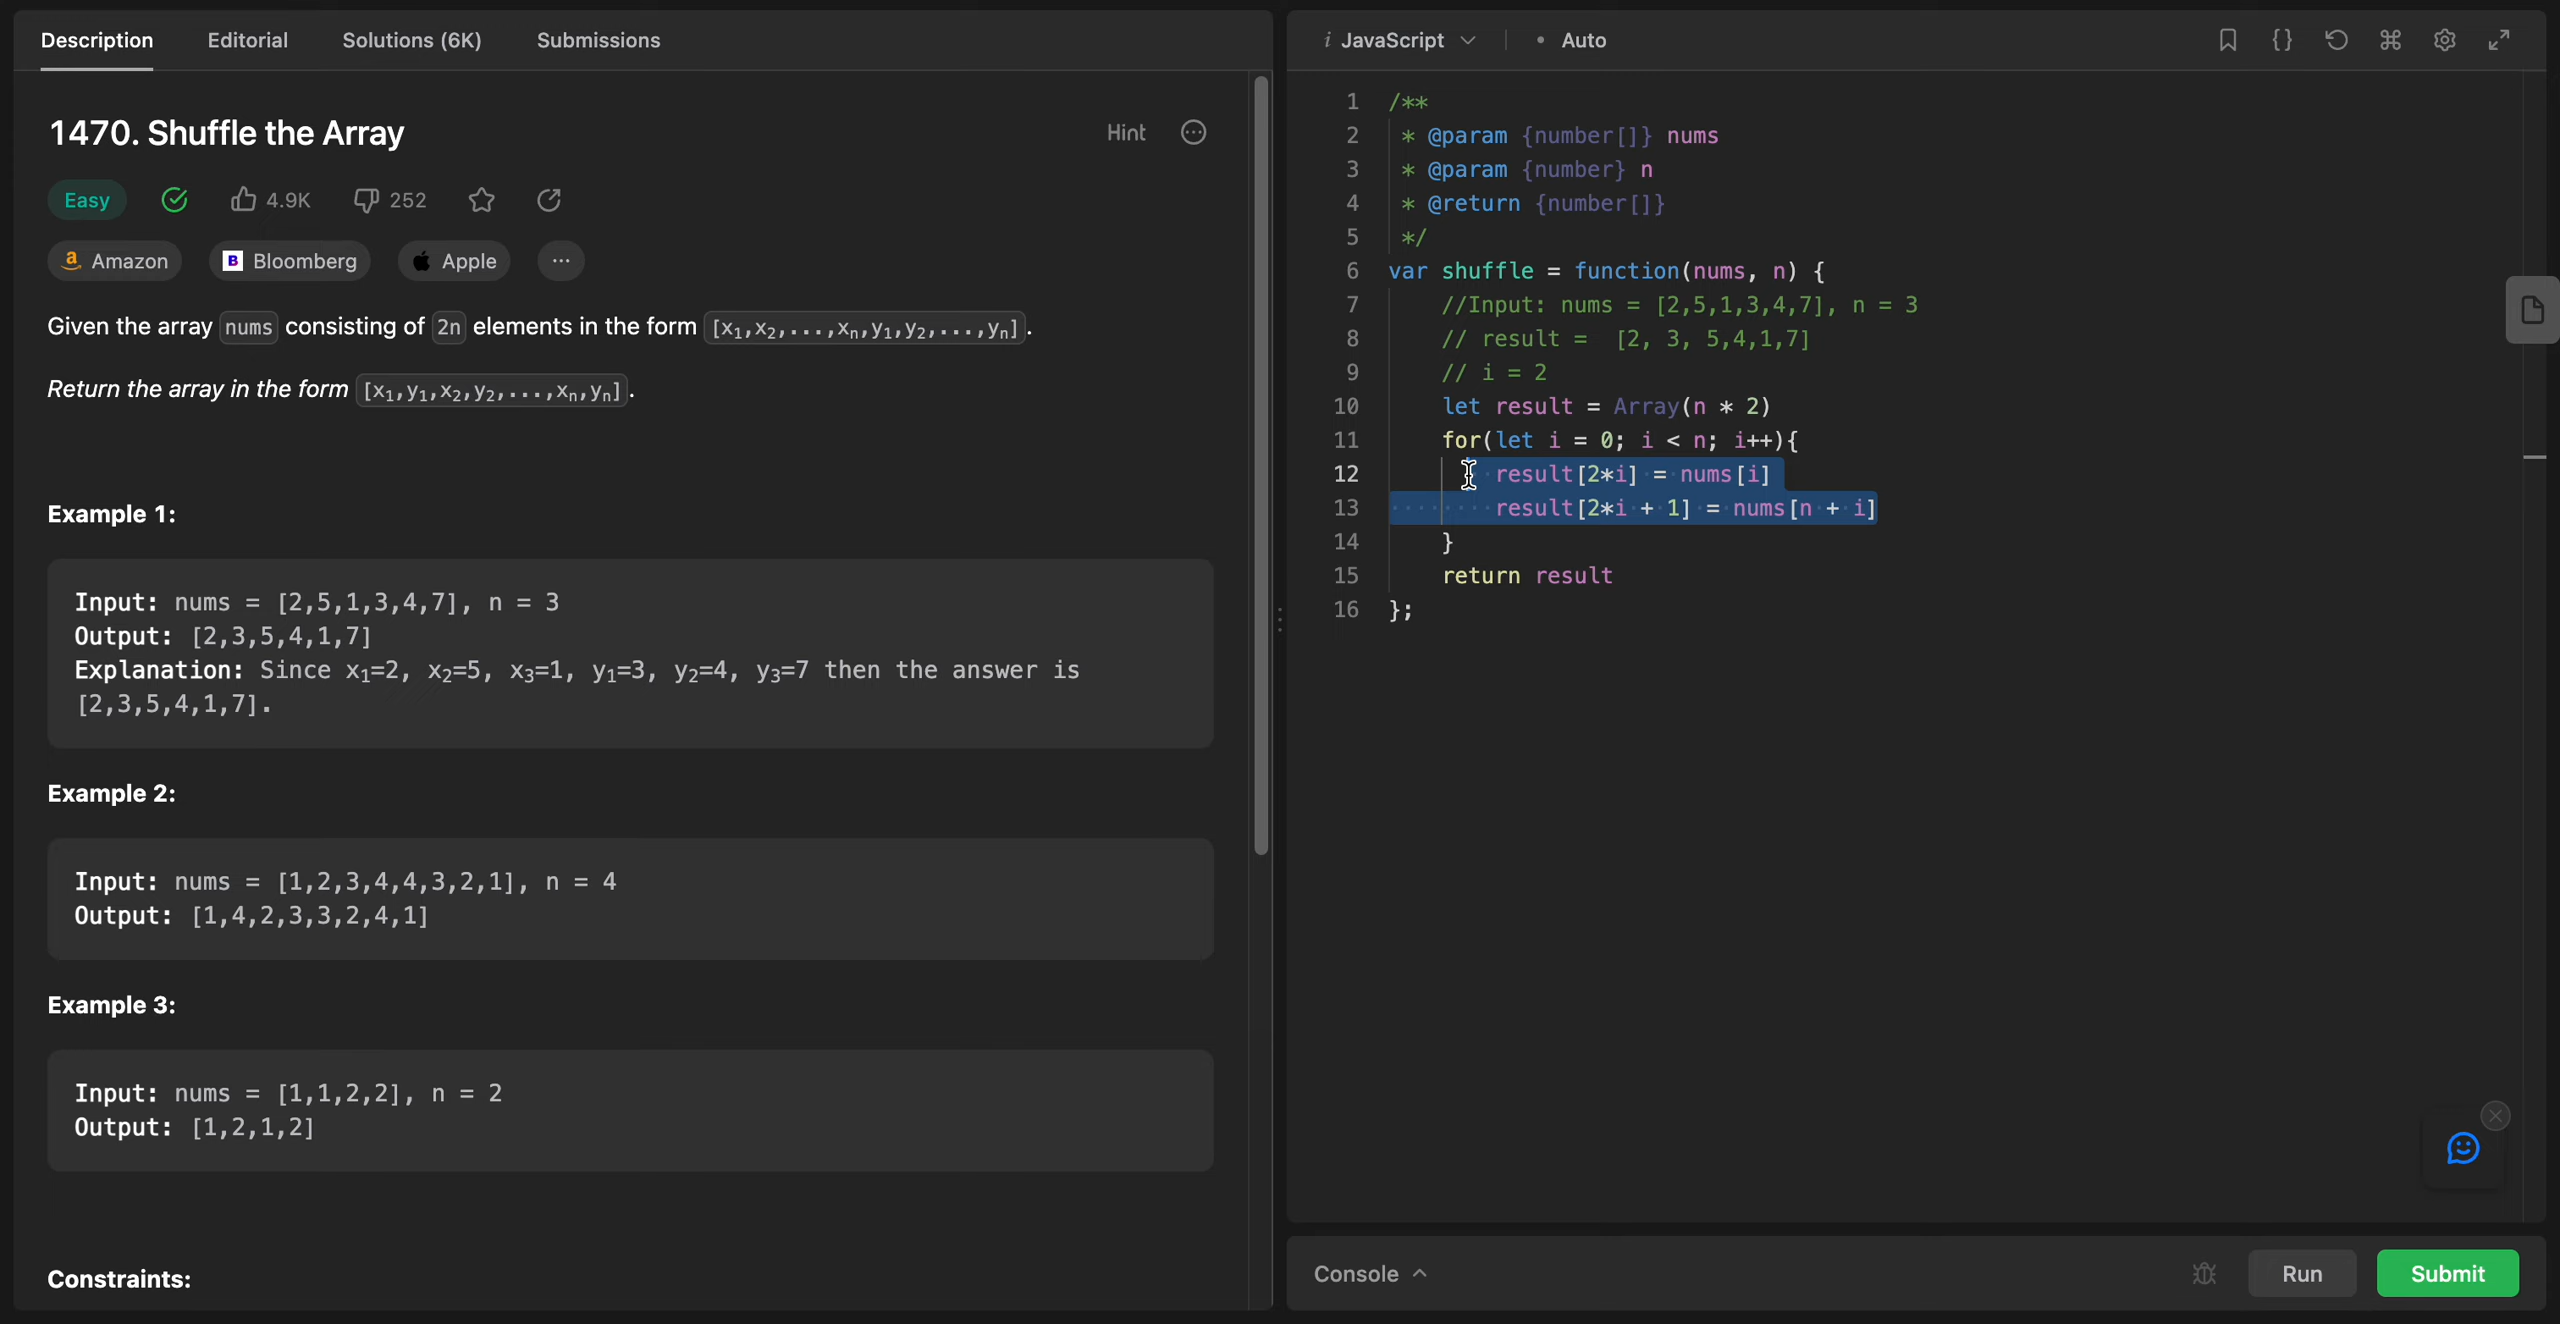 Description Editorial Solutions (6K) Submissions
1470. Shuffle the Array
Hint
Easy 4.9K 252
Amazon Bloomberg Apple ...
Given the array nums consisting of 2n elements in the form [x₁,x₂,...,xₙ,y₁,y₂,...,yₙ].
Return the array in the form [x₁,y₁,x₂,y₂,...,xₙ,yₙ].
Example 1:
Input: nums = [2,5,1,3,4,7], n = 3
Output: [2,3,5,4,1,7]
Explanation: Since x₁=2, x₂=5, x₃=1, y₁=3, y₂=4, y₃=7 then the answer is
[2,3,5,4,1,7].
Example 2:
Input: nums = [1,2,3,4,4,3,2,1], n = 4
Output: [1,4,2,3,3,2,4,1]
Example 3:
Input: nums = [1,1,2,2], n = 2
Output: [1,2,1,2]
Constraints:
i JavaScript • Auto
1 /**
2 * @param {number[]} nums
3 * @param {number} n
4 * @return {number[]}
5 */
6 var shuffle = function(nums, n) {
7 //Input: nums = [2,5,1,3,4,7], n = 3
8 // result =  [2, 3, 5,4,1,7]
9 // i = 2
10 let result = Array(n * 2)
11 for(let i = 0; i < n; i++){
12 result[2*i] = nums[i]
13 result[2*i + 1] = nums[n + i]
14 }
15 return result
16 };
Console Run Submit